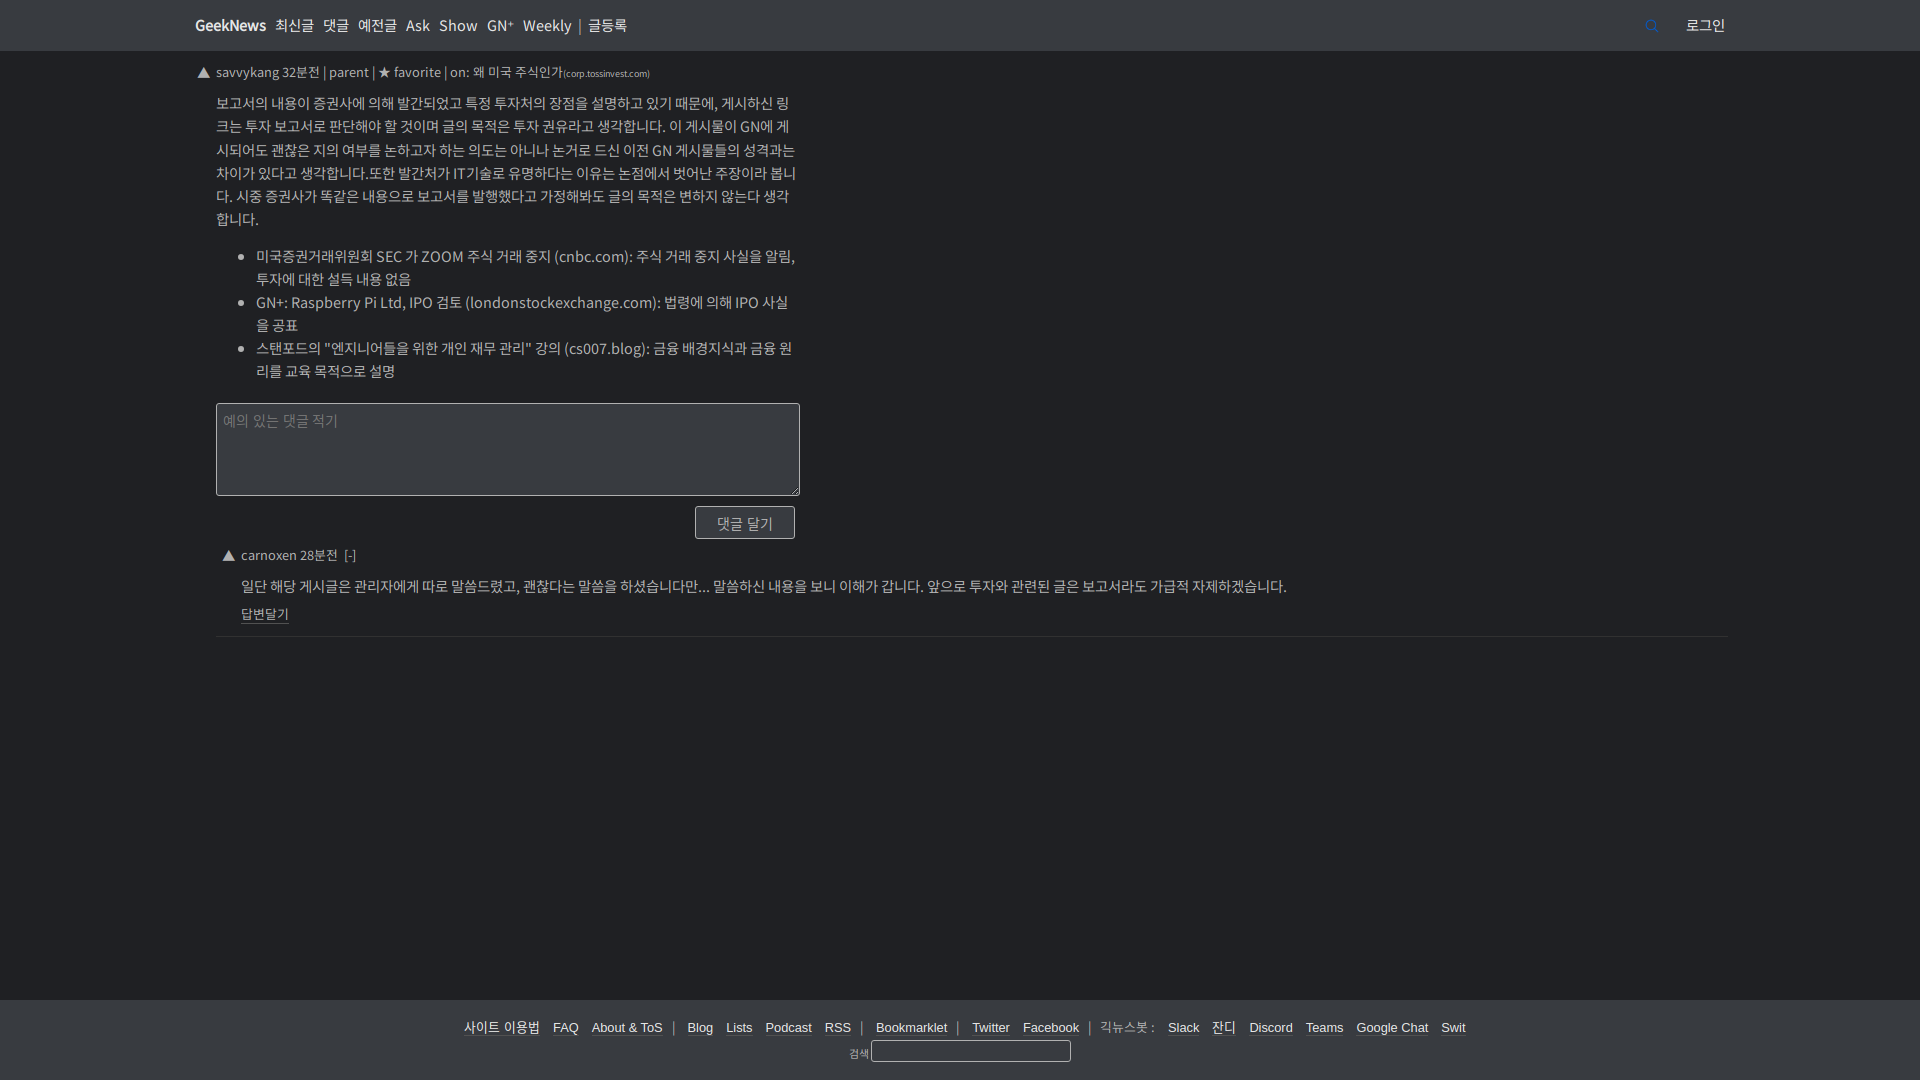 GeekNews 최신글 댓글 예전글 Ask Show GN⁺ Weekly | 글등록 로그인
▲ savvykang 32분전 | parent | ★ favorite | on: 왜 미국 주식인가(corp.tossinvest.com)
보고서의 내용이 증권사에 의해 발간되었고 특정 투자처의 장점을 설명하고 있기 때문에, 게시하신 링
크는 투자 보고서로 판단해야 할 것이며 글의 목적은 투자 권유라고 생각합니다. 이 게시물이 GN에 게
시되어도 괜찮은 지의 여부를 논하고자 하는 의도는 아니나 논거로 드신 이전 GN 게시물들의 성격과는
차이가 있다고 생각합니다.또한 발간처가 IT기술로 유명하다는 이유는 논점에서 벗어난 주장이라 봅니
다. 시중 증권사가 똑같은 내용으로 보고서를 발행했다고 가정해봐도 글의 목적은 변하지 않는다 생각
합니다.
• 미국증권거래위원회 SEC 가 ZOOM 주식 거래 중지 (cnbc.com): 주식 거래 중지 사실을 알림,
투자에 대한 설득 내용 없음
• GN+: Raspberry Pi Ltd, IPO 검토 (londonstockexchange.com): 법령에 의해 IPO 사실
을 공표
• 스탠포드의 "엔지니어들을 위한 개인 재무 관리" 강의 (cs007.blog): 금융 배경지식과 금융 원
리를 교육 목적으로 설명
예의 있는 댓글 적기
댓글 달기
▲ carnoxen 28분전 [-]
일단 해당 게시글은 관리자에게 따로 말씀드렸고, 괜찮다는 말씀을 하셨습니다만... 말씀하신 내용을 보니 이해가 갑니다. 앞으로 투자와 관련된 글은 보고서라도 가급적 자제하겠습니다.
답변달기
사이트 이용법 FAQ About & ToS | Blog Lists Podcast RSS | Bookmarklet | Twitter Facebook | 긱뉴스봇 : Slack 잔디 Discord Teams Google Chat Swit
검색